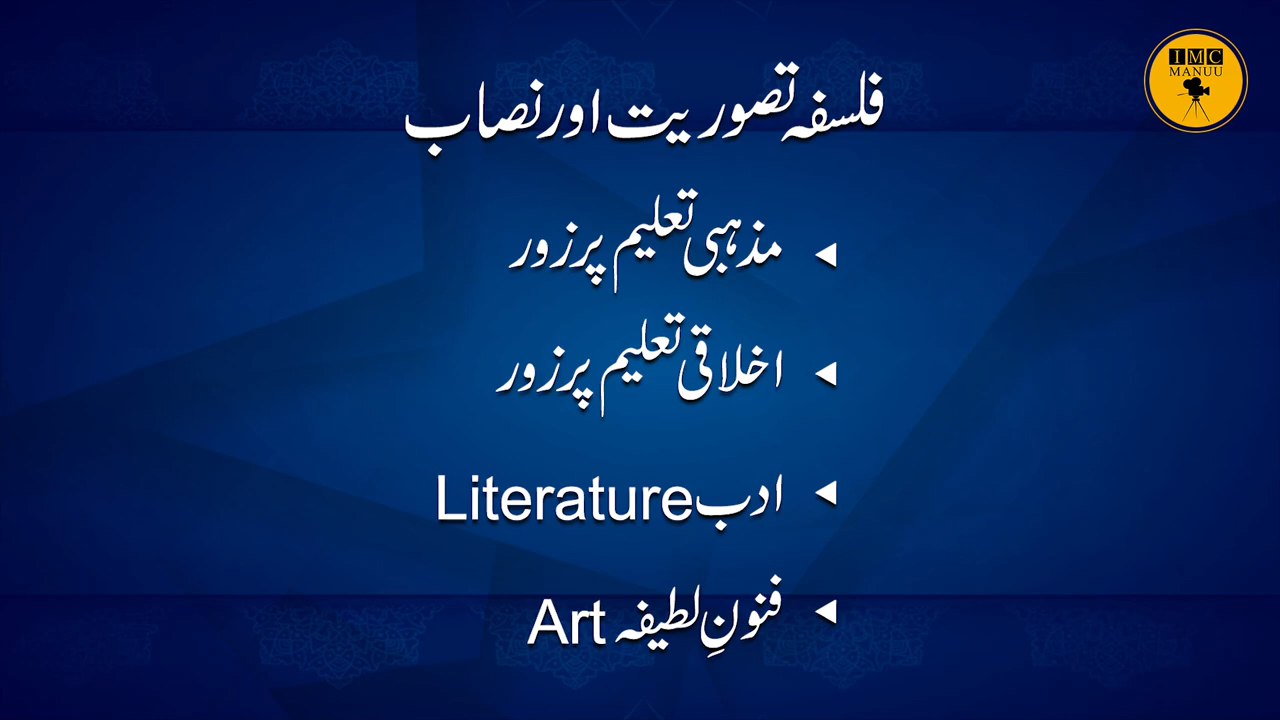 IMC
MANUU
فلسفہ تصوریت اور نصاب
مذہبی تعلیم پر زور
اخلاقی تعلیم پر زور
ادب Literature
فنونِ لطیفہ Art